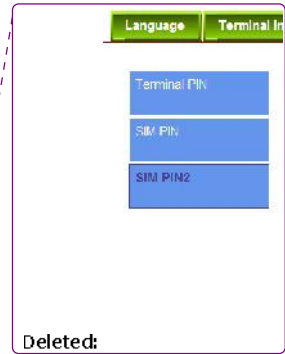 Language Terminal In
Terminal PIN
SIM PIN
SIM PIN2
Deleted: